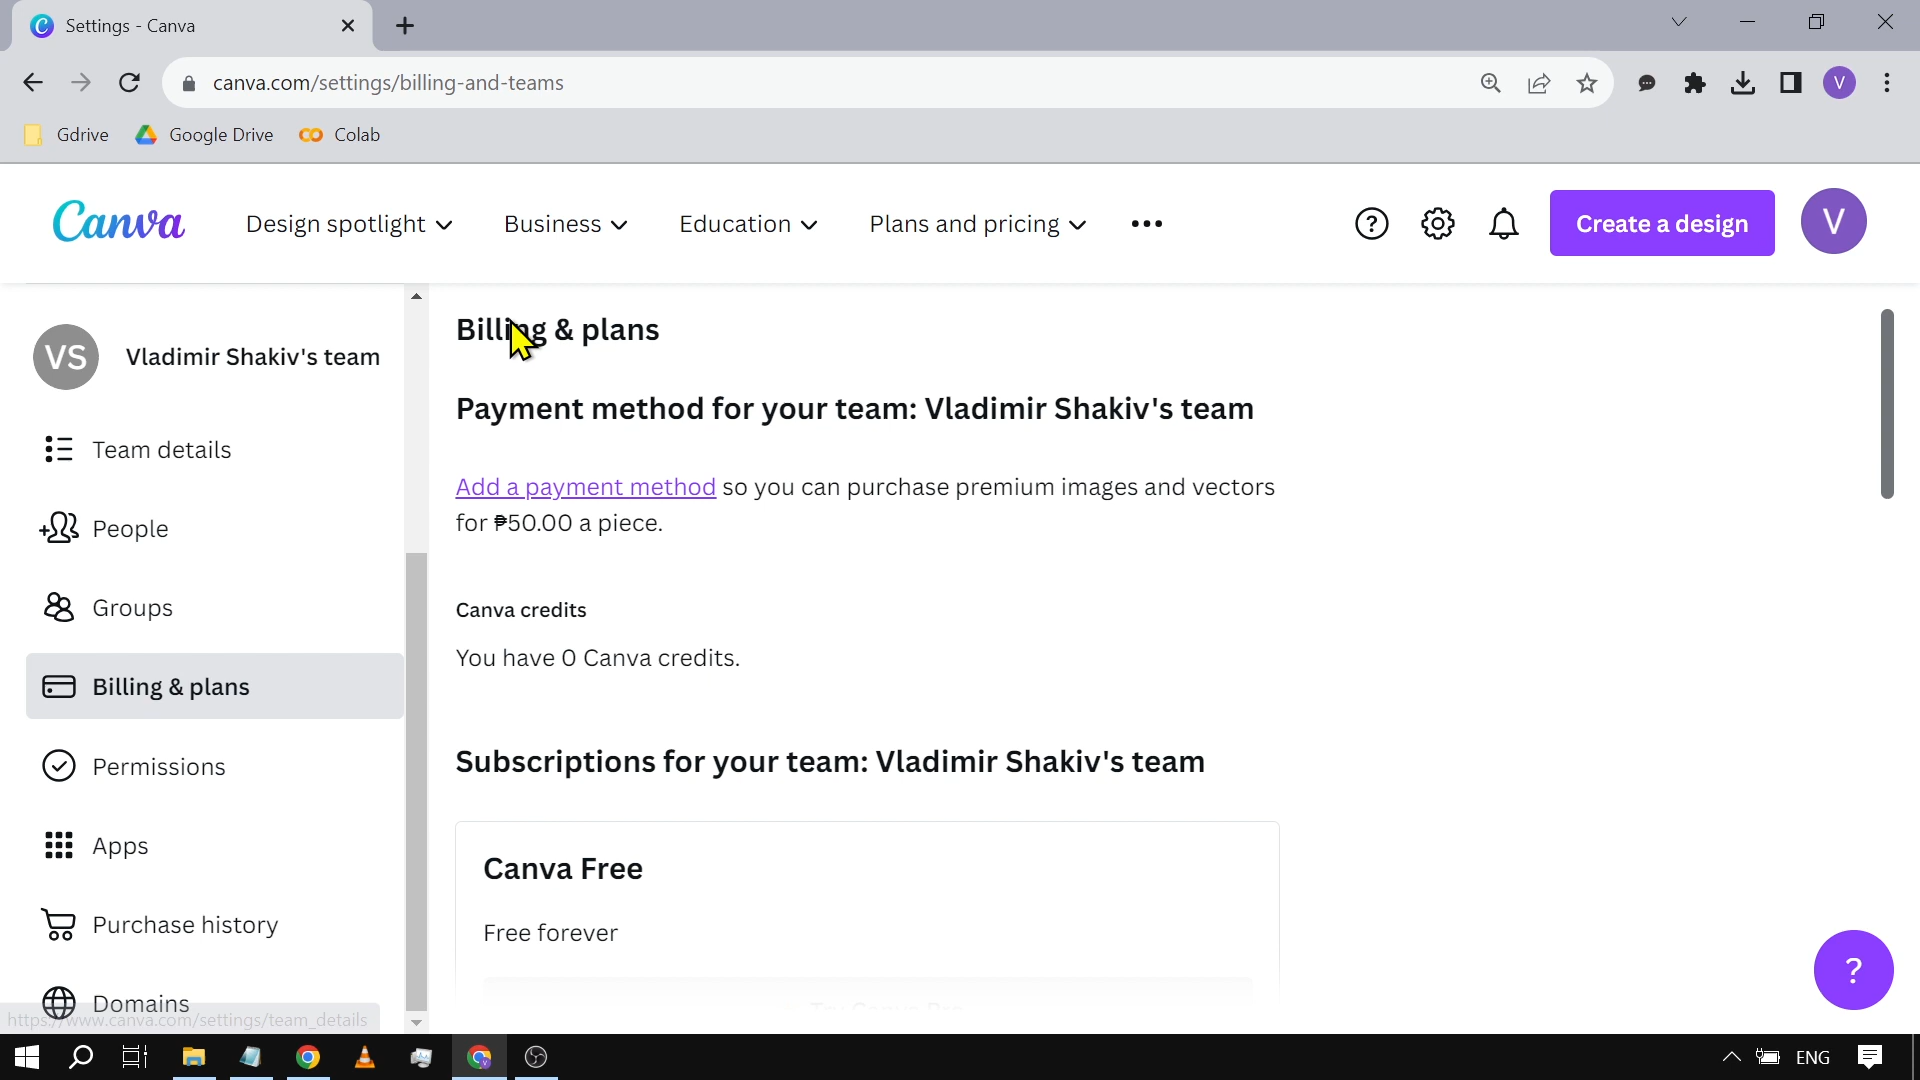 Settings - Canva
canva.com/settings/billing-and-teams
V
Gdrive
Google Drive
Colab
Canva
Design spotlight
Business
Education
Plans and pricing
Create a design
V
VS
Vladimir Shakiv's team
Team details
People
Groups
Billing & plans
Permissions
Apps
Purchase history
Domains
https://www.canva.com/settings/team_details
Billing & plans
Payment method for your team: Vladimir Shakiv's team
Add a payment method so you can purchase premium images and vectors
for ₱50.00 a piece.
Canva credits
You have 0 Canva credits.
Subscriptions for your team: Vladimir Shakiv's team
Canva Free
Free forever
Try Canva Pro
?
ENG